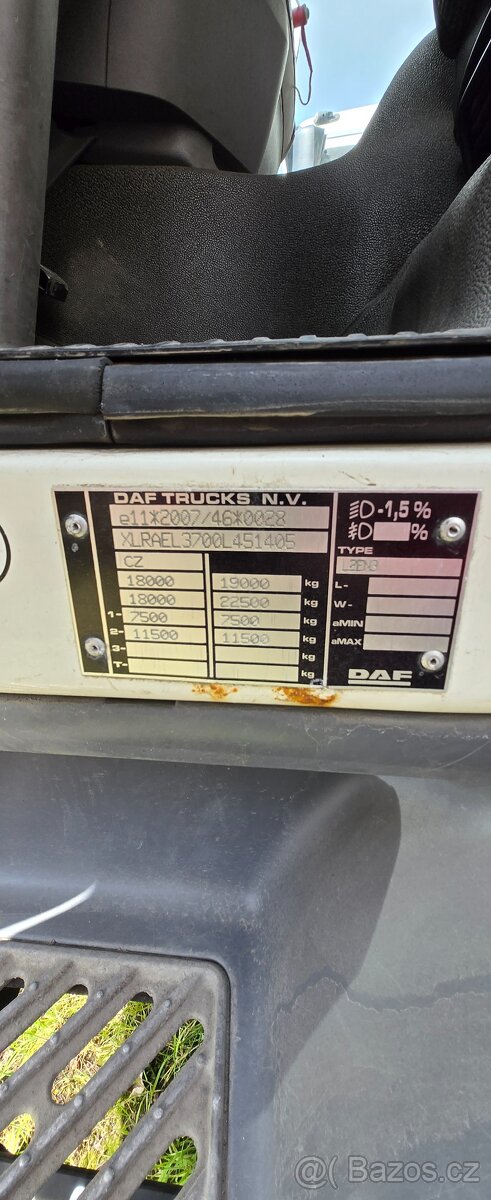 DAF TRUCKS N.V.
e11*2007/46*0028
XLRAEL3700L451405
CZ
18000 19000 kg
18000 22500 kg
1- 7500 7500 kg
2- 11500 11500 kg
3- kg
T- kg
D -1,5 %
D %
TYPE
L2EN3
L-
W-
aMIN
aMAX
DAF
Bazos.cz